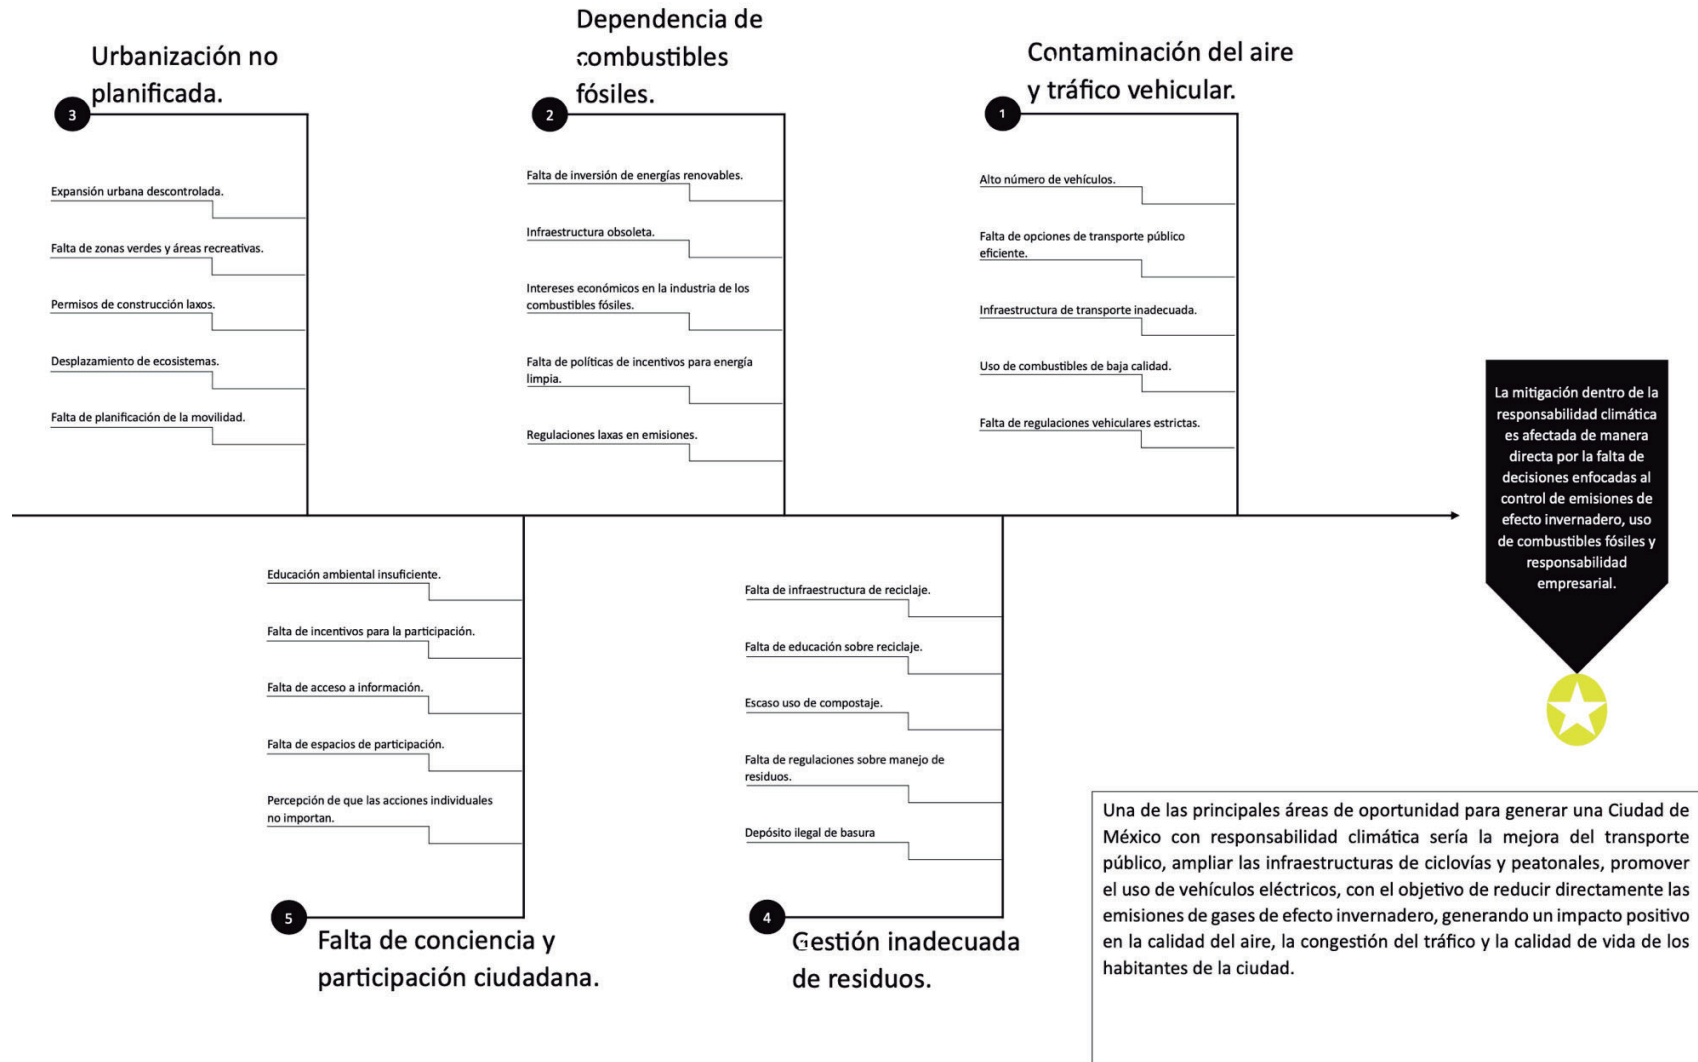 Urbanización no
planificada.
3
Expansión urbana descontrolada.
Falta de zonas verdes y áreas recreativas.
Permisos de construcción laxos.
Desplazamiento de ecosistemas.
Falta de planificación de la movilidad.
Dependencia de
combustibles
fósiles.
2
Falta de inversión de energías renovables.
Infraestructura obsoleta.
Intereses económicos en la industria de los
combustibles fósiles.
Falta de políticas de incentivos para energía
limpia.
Regulaciones laxas en emisiones.
Contaminación del aire
y tráfico vehicular.
1
Alto número de vehículos.
Falta de opciones de transporte público
eficiente.
Infraestructura de transporte inadecuada.
Uso de combustibles de baja calidad.
Falta de regulaciones vehiculares estrictas.
La mitigación dentro de la
responsabilidad climática
es afectada de manera
directa por la falta de
decisiones enfocadas al
control de emisiones de
efecto invernadero, uso
de combustibles fósiles y
responsabilidad
empresarial.
Educación ambiental insuficiente.
Falta de incentivos para la participación.
Falta de acceso a información.
Falta de espacios de participación.
Percepción de que las acciones individuales
no importan.
5
Falta de conciencia y
participación ciudadana.
Falta de infraestructura de reciclaje.
Falta de educación sobre reciclaje.
Escaso uso de compostaje.
Falta de regulaciones sobre manejo de
residuos.
Depósito ilegal de basura
4
Gestión inadecuada
de residuos.
Una de las principales áreas de oportunidad para generar una Ciudad de
México con responsabilidad climática sería la mejora del transporte
público, ampliar las infraestructuras de ciclovías y peatonales, promover
el uso de vehículos eléctricos, con el objetivo de reducir directamente las
emisiones de gases de efecto invernadero, generando un impacto positivo
en la calidad del aire, la congestión del tráfico y la calidad de vida de los
habitantes de la ciudad.